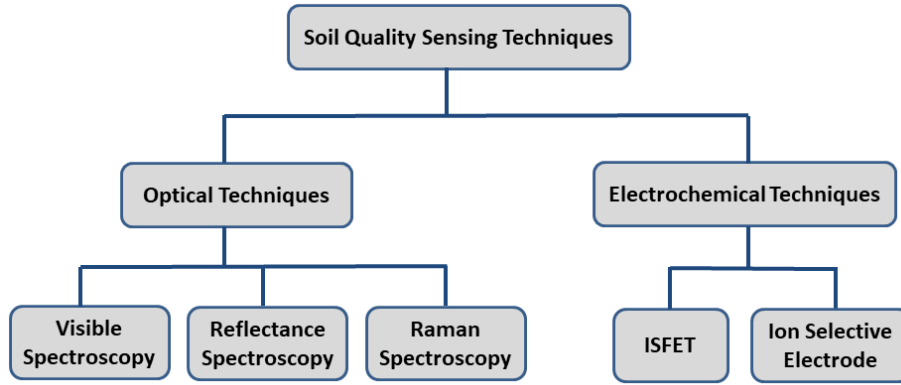 Soil Quality Sensing Techniques
Optical Techniques
Electrochemical Techniques
Visible
Spectroscopy
Reflectance
Spectroscopy
Raman
Spectroscopy
ISFET
Ion Selective
Electrode